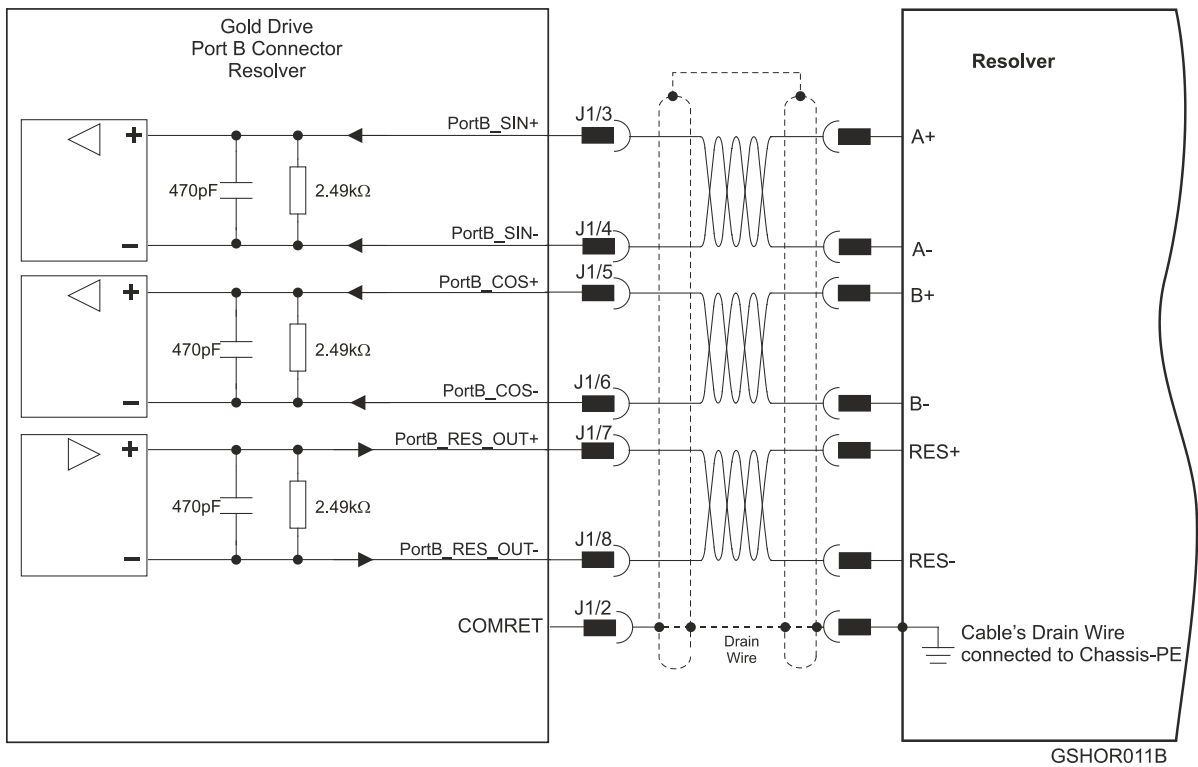 Gold Drive
Port B Connector
Resolver
Resolver
PortB_SIN+
J1/3
A+
+
470pF
2.49kΩ
PortB_SIN-
J1/4
A-
-
PortB_COS+
J1/5
B+
+
470pF
2.49kΩ
PortB_COS-
J1/6
B-
-
PortB_RES_OUT+
J1/7
RES+
+
470pF
2.49kΩ
PortB_RES_OUT-
J1/8
RES-
-
COMRET
J1/2
Drain
Wire
Cable's Drain Wire
connected to Chassis-PE
GSHOR011B